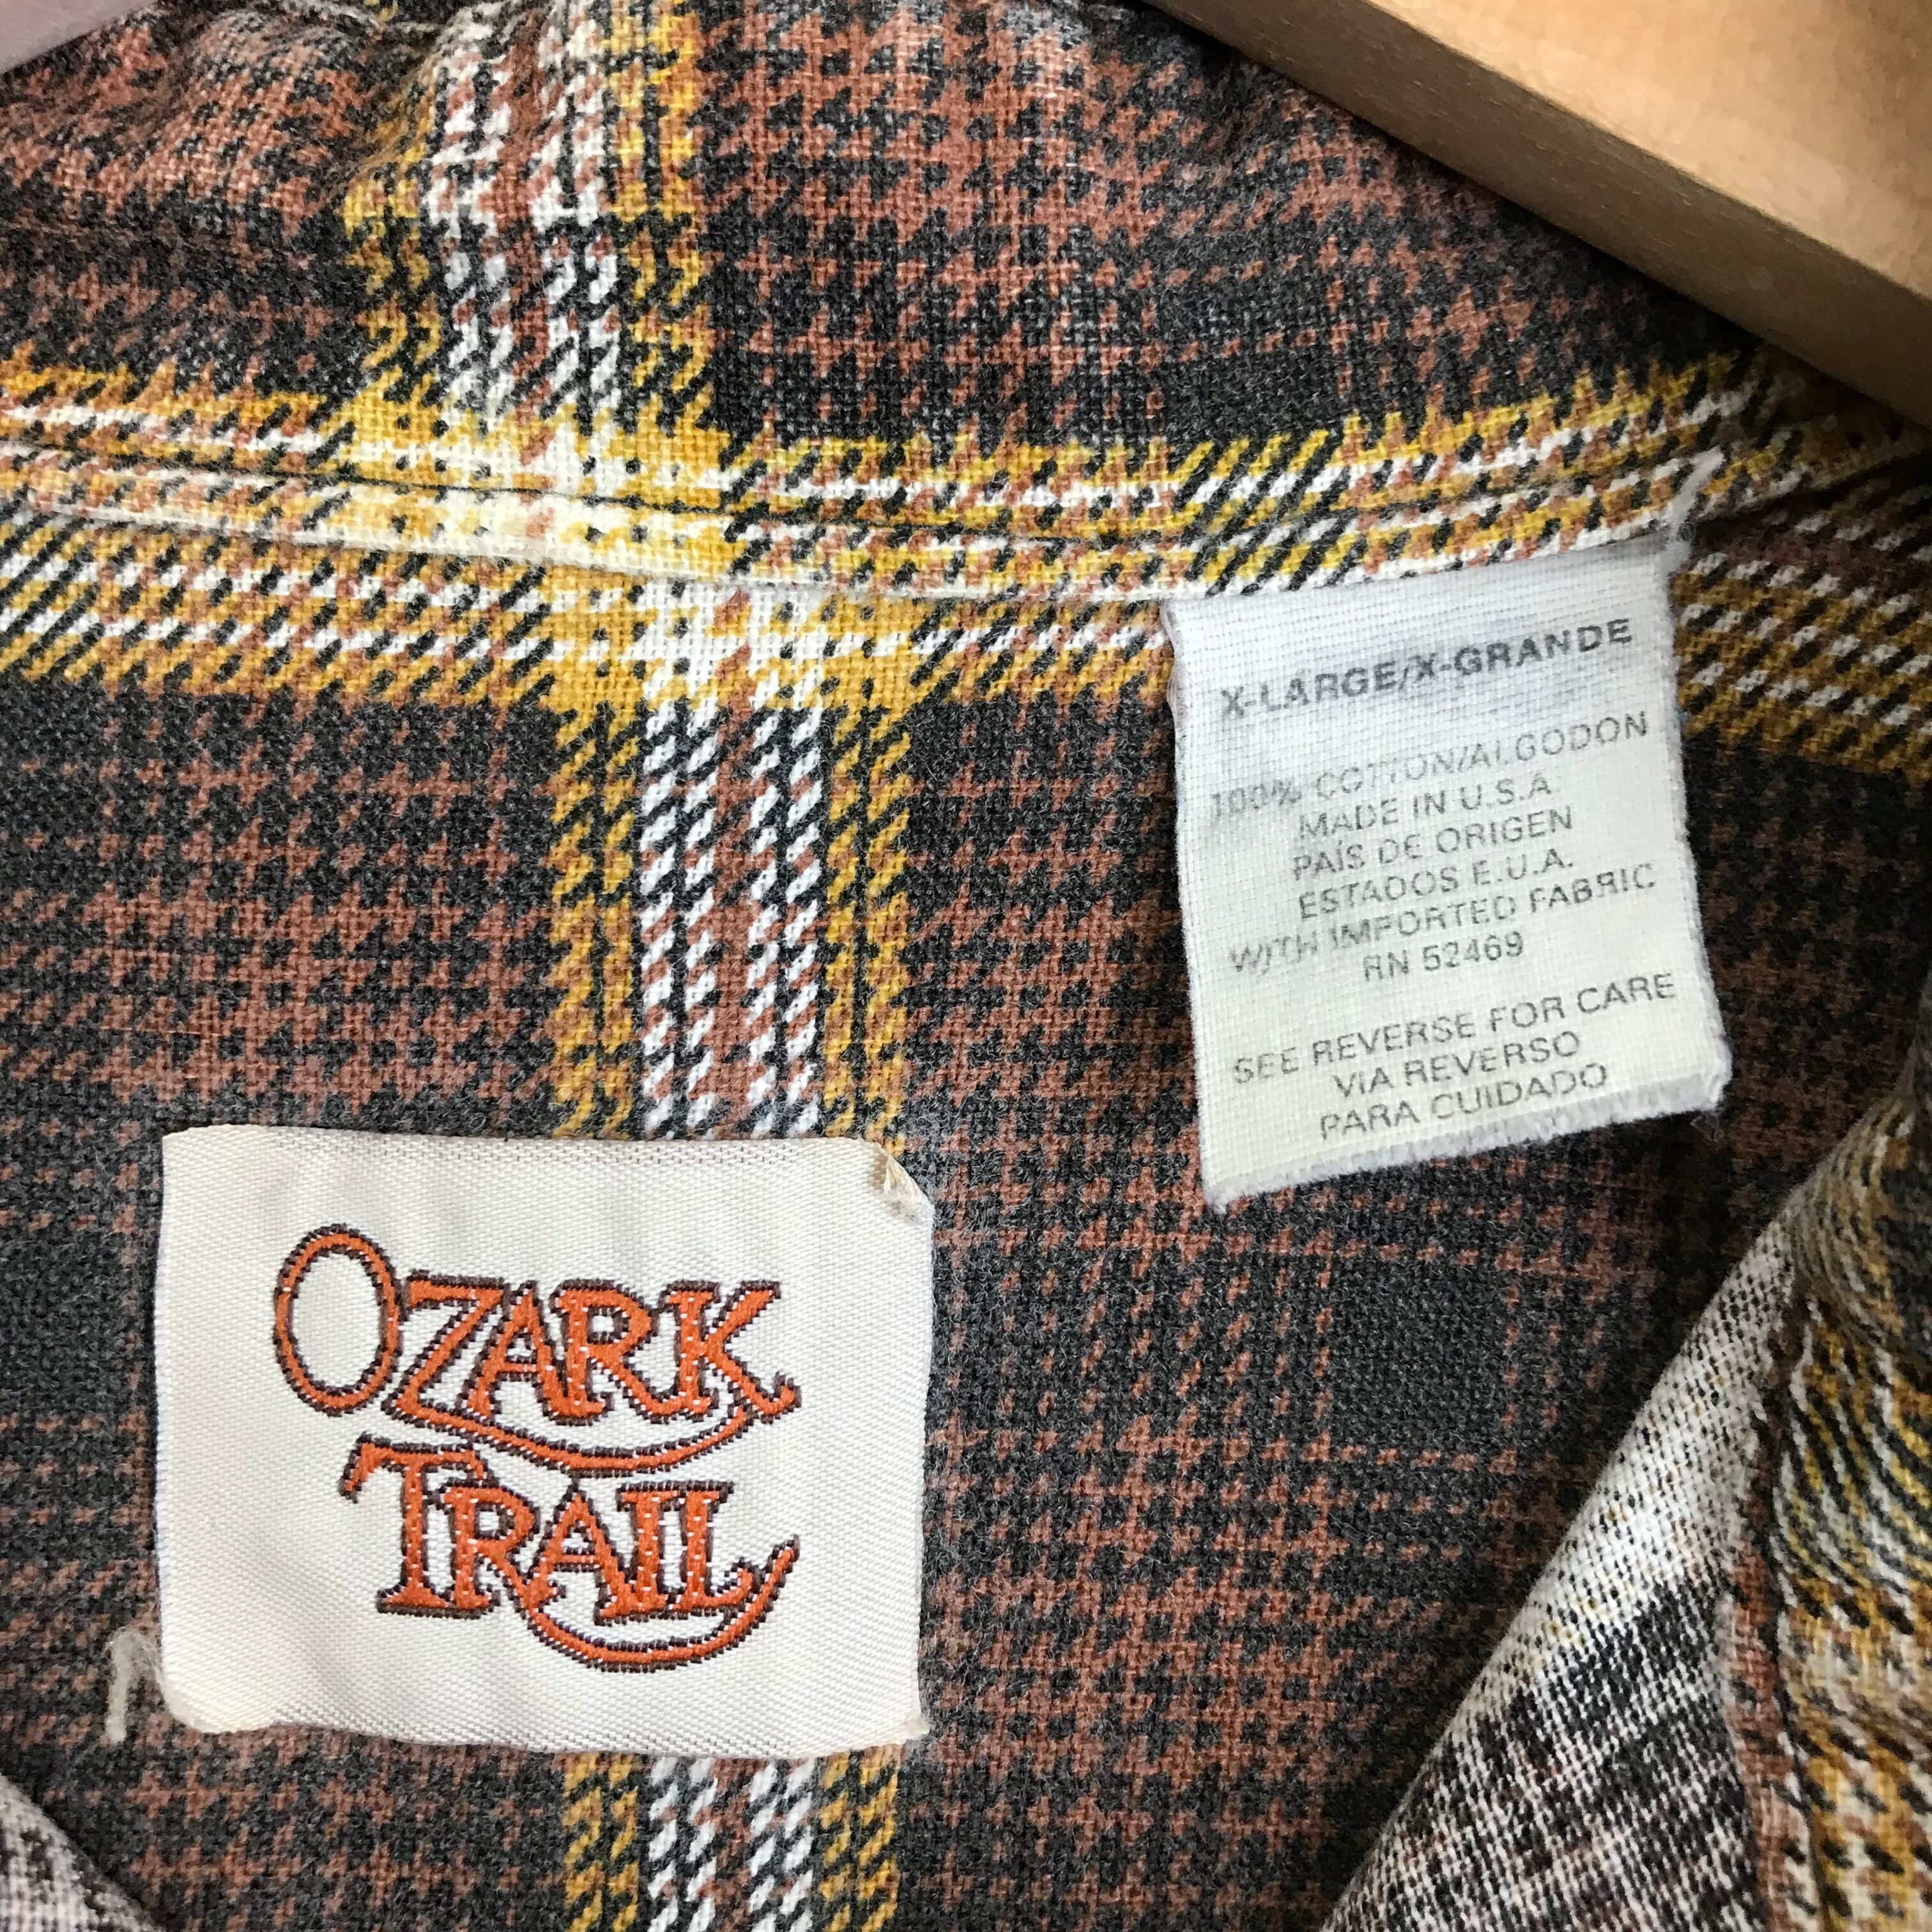 X-LARGE/X-GRANDE
100% COTTON/ALGODON
MADE IN U.S.A.
PAÍS DE ORIGEN
ESTADOS E.U.A.
WITH IMPORTED FABRIC
RN 52469
SEE REVERSE FOR CARE
VIA REVERSO
PARA CUIDADO
OZARK
TRAIL